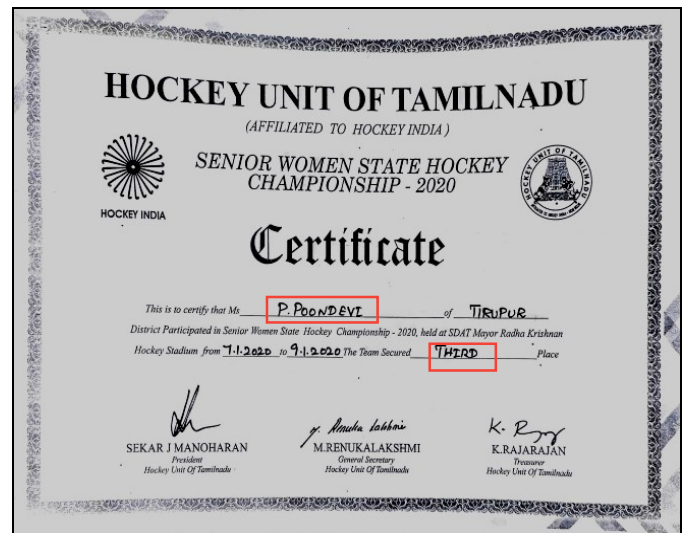 HOCKEY UNIT OF TAMILNADU
(AFFILIATED TO HOCKEY INDIA)
SENIOR WOMEN STATE HOCKEY
CHAMPIONSHIP - 2020
HOCKEY INDIA
HOCKEY UNIT OF TAMILNADU
Certificate
This is to certify that Ms P. POONDEVI of TIRUPUR
District Participated in Senior Women State Hockey Championship - 2020, held at SDAT Mayor Radha Krishnan
Hockey Stadium from 7.1.2020 to 9.1.2020 The Team Secured THIRD Place
K. R
SEKAR J MANOHARAN M.RENUKALAKSHMI K.RAJARAJAN
President General Secretary Treasurer
Hockey Unit Of Tamilnadu Hockey Unit Of Tamilnadu Hockey Unit Of Tamilnadu